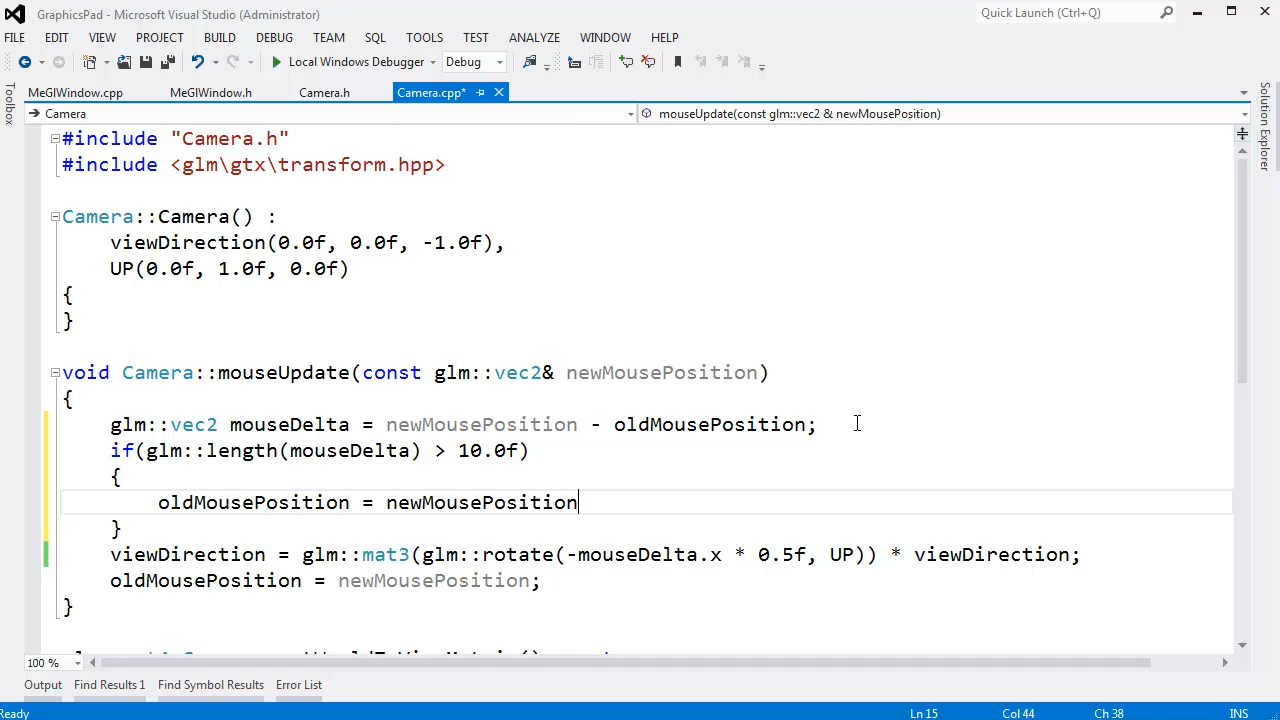 GraphicsPad - Microsoft Visual Studio (Administrator)
Quick Launch (Ctrl+Q)
FILE EDIT VIEW PROJECT BUILD DEBUG TEAM SQL TOOLS TEST ANALYZE WINDOW HELP
Local Windows Debugger Debug
Toolbox
MeGlWindow.cpp MeGlWindow.h Camera.h Camera.cpp*
Solution Explorer
Camera mouseUpdate(const glm::vec2 & newMousePosition)
#include "Camera.h"
#include <glm\gtx\transform.hpp>
Camera::Camera() :
viewDirection(0.0f, 0.0f, -1.0f),
UP(0.0f, 1.0f, 0.0f)
{
}
void Camera::mouseUpdate(const glm::vec2& newMousePosition)
{
glm::vec2 mouseDelta = newMousePosition - oldMousePosition;
if(glm::length(mouseDelta) > 10.0f)
{
oldMousePosition = newMousePosition
}
viewDirection = glm::mat3(glm::rotate(-mouseDelta.x * 0.5f, UP)) * viewDirection;
oldMousePosition = newMousePosition;
}
100 %
Output Find Results 1 Find Symbol Results Error List
Ready Ln 15 Col 44 Ch 38 INS